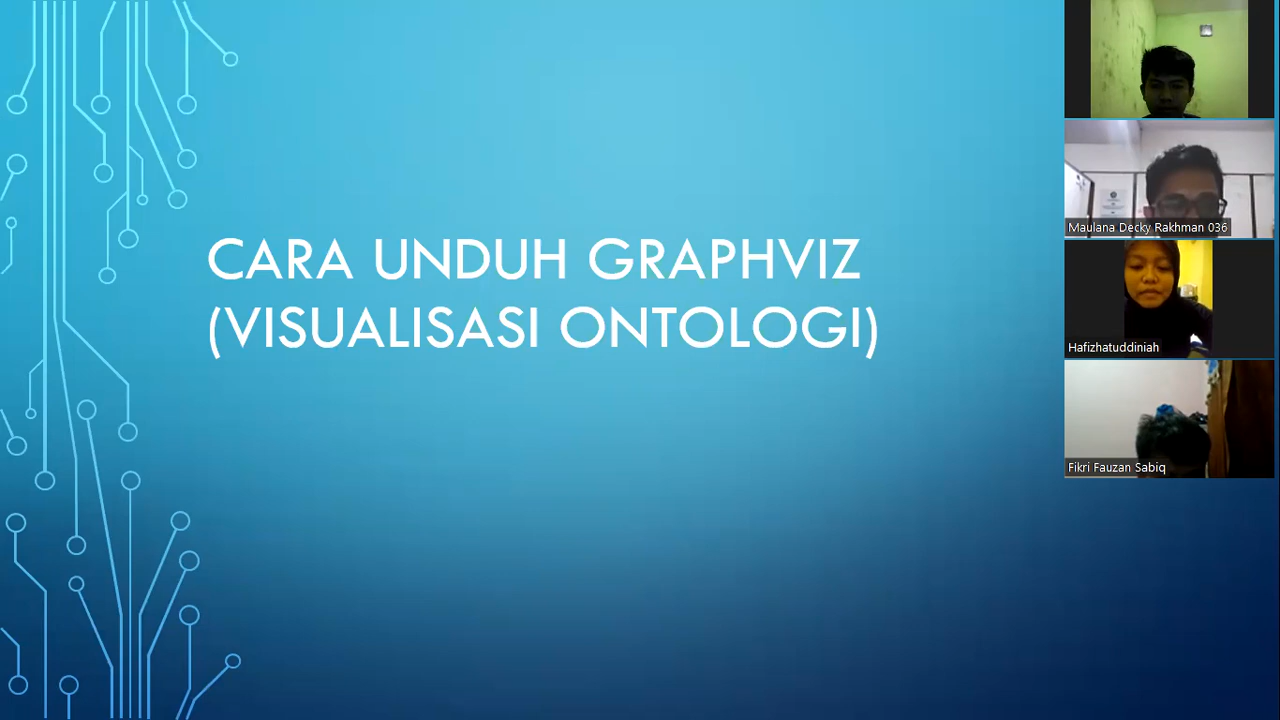 CARA UNDUH GRAPHVIZ
(VISUALISASI ONTOLOGI)
Maulana Decky Rakhman 036
Hafizhatuddiniah
Fikri Fauzan Sabiq